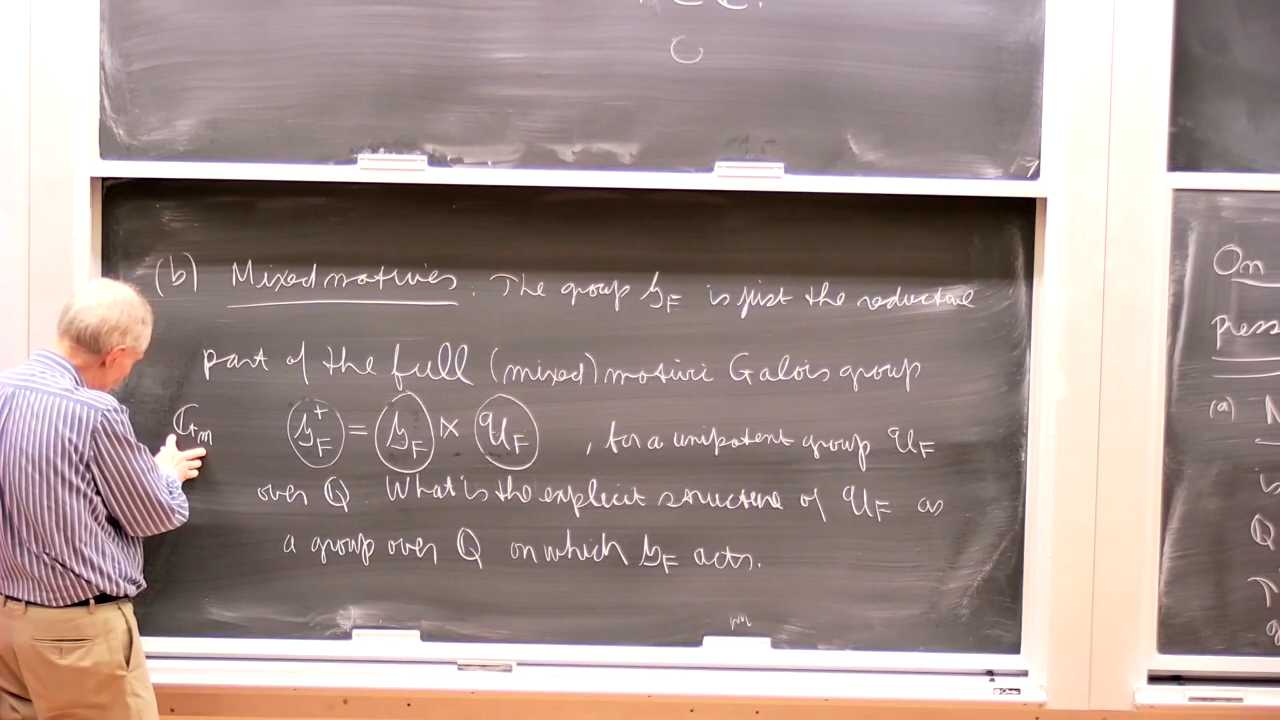 (b) Mixed motives. The group 𝒢_F is just the reductive
part of the full (mixed) motivic Galois group
𝔾_m 𝒢_F^+ = 𝒢_F ⋉ 𝒰_F , for a unipotent group 𝒰_F
over Q. What is the explicit structure of 𝒰_F as
a group over Q on which 𝒢_F acts.
On
press
(a)
is
Q